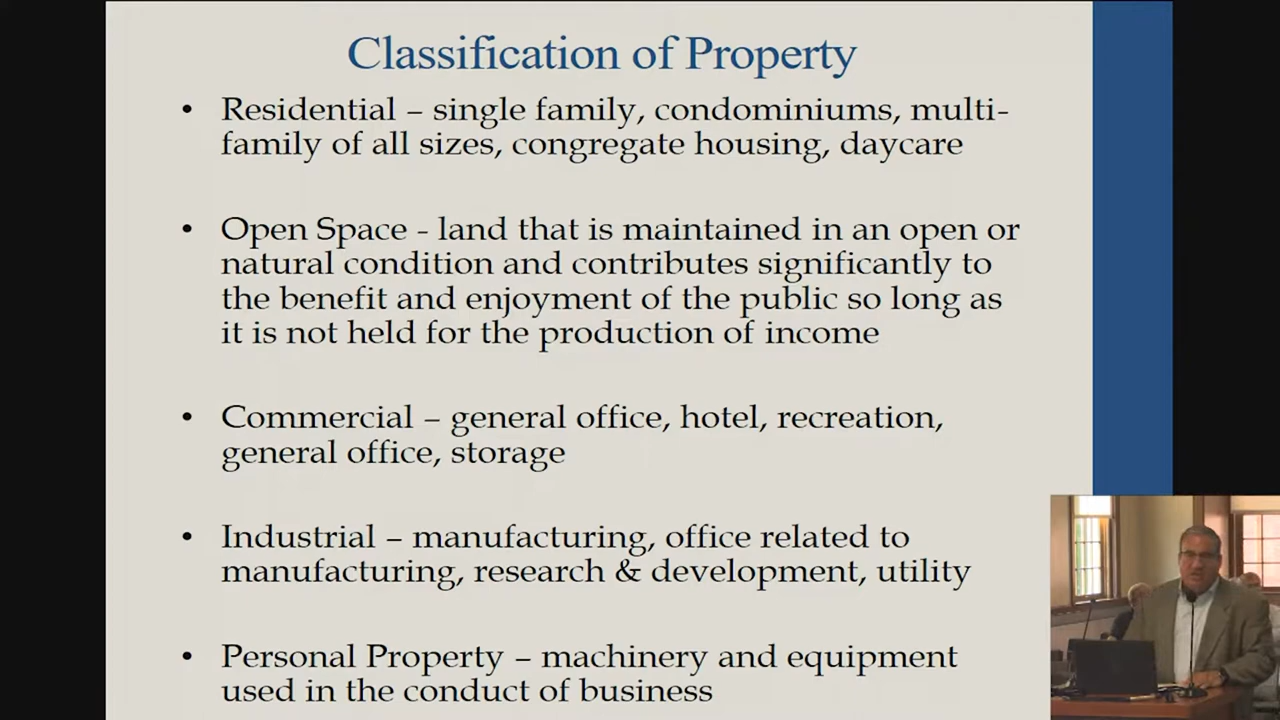 Classification of Property
• Residential – single family, condominiums, multi-
family of all sizes, congregate housing, daycare
• Open Space - land that is maintained in an open or
natural condition and contributes significantly to
the benefit and enjoyment of the public so long as
it is not held for the production of income
• Commercial – general office, hotel, recreation,
general office, storage
• Industrial – manufacturing, office related to
manufacturing, research & development, utility
• Personal Property – machinery and equipment
used in the conduct of business